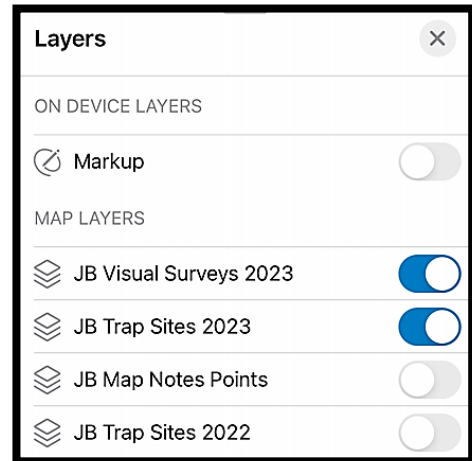 Layers
ON DEVICE LAYERS
Markup
MAP LAYERS
JB Visual Surveys 2023
JB Trap Sites 2023
JB Map Notes Points
JB Trap Sites 2022